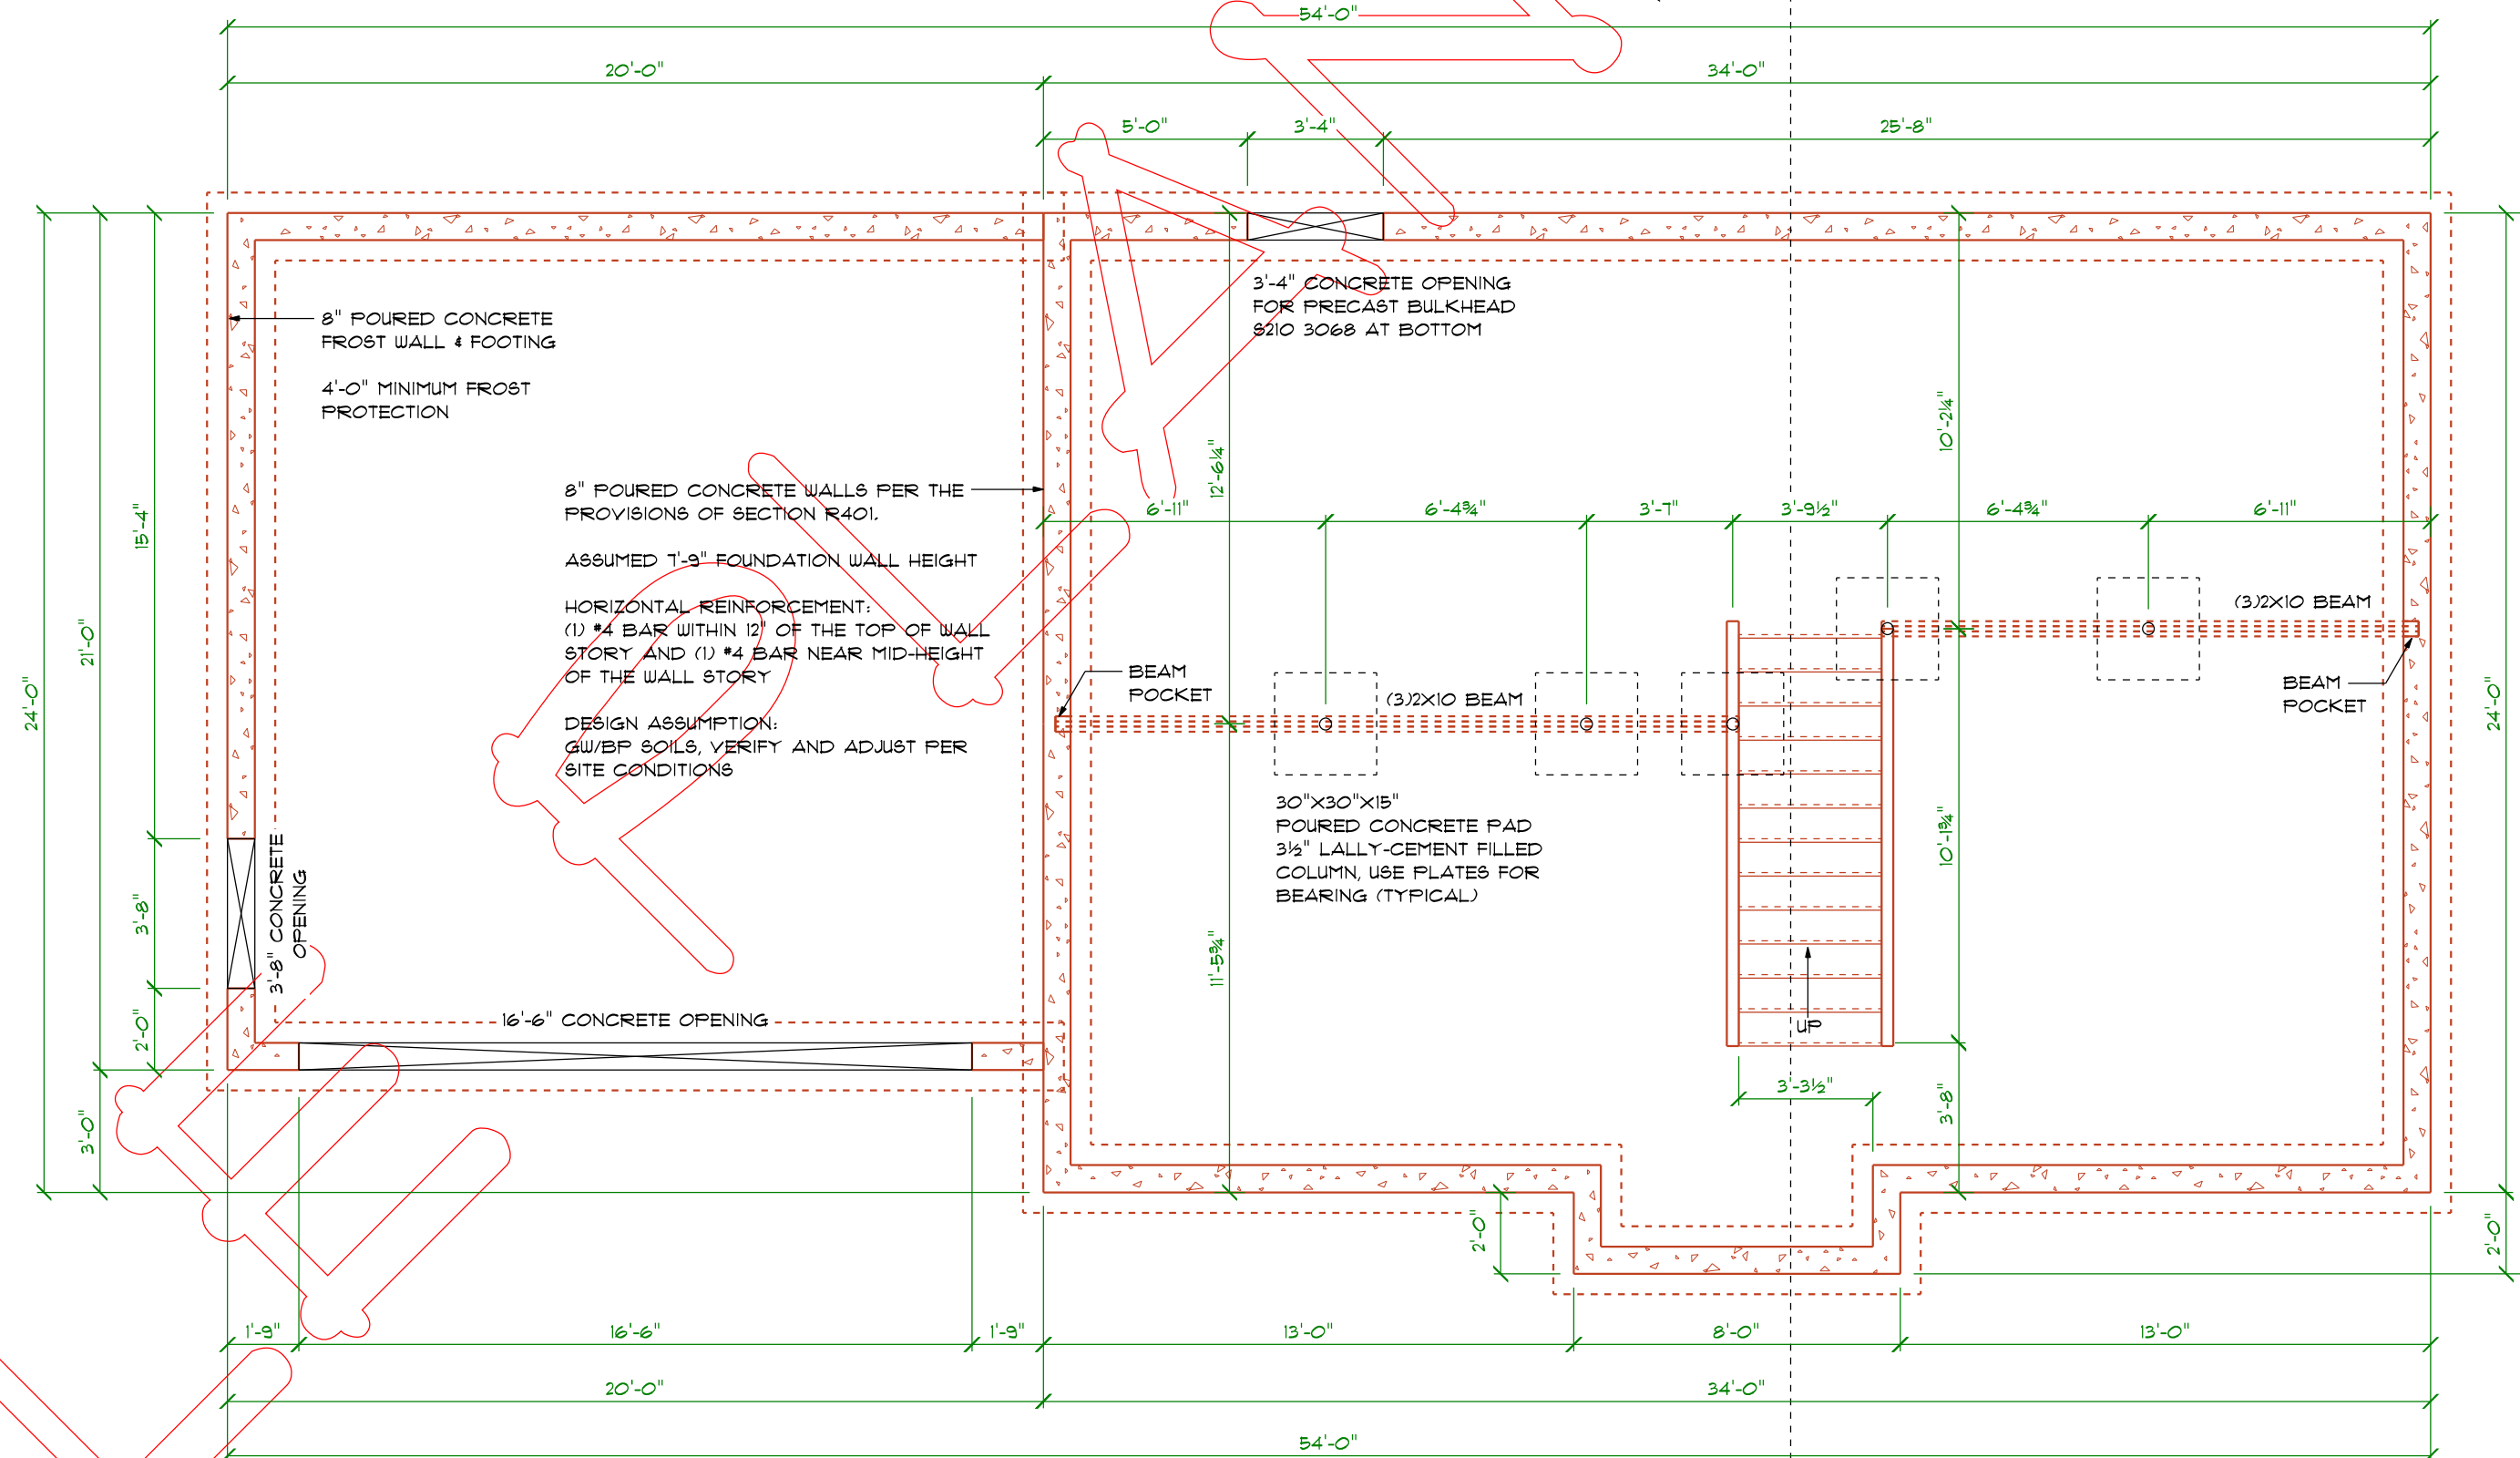 54'-0"
20'-0"
34'-0"
5'-0"
3'-4"
25'-8"
3'-4" CONCRETE OPENING
FOR PRECAST BULKHEAD
S210 3068 AT BOTTOM
8" POURED CONCRETE
FROST WALL & FOOTING
4'-0" MINIMUM FROST
PROTECTION
12'-6¼"
10'-2¼"
8" POURED CONCRETE WALLS PER THE
PROVISIONS OF SECTION R401.
ASSUMED 7'-9" FOUNDATION WALL HEIGHT
HORIZONTAL REINFORCEMENT:
(1) #4 BAR WITHIN 12" OF THE TOP OF WALL
STORY AND (1) #4 BAR NEAR MID-HEIGHT
OF THE WALL STORY
DESIGN ASSUMPTION:
GW/BP SOILS, VERIFY AND ADJUST PER
SITE CONDITIONS
6'-11"
6'-4¾"
3'-7"
3'-9½"
6'-4¾"
6'-11"
15'-4"
21'-0"
24'-0"
(3)2X10 BEAM
BEAM
POCKET
(3)2X10 BEAM
BEAM
POCKET
24'-0"
30"X30"X15"
POURED CONCRETE PAD
3½" LALLY-CEMENT FILLED
COLUMN, USE PLATES FOR
BEARING (TYPICAL)
10'-1¾"
11'-5¾"
3'-8"
3'-8" CONCRETE
OPENING
2'-0"
16'-6" CONCRETE OPENING
UP
3'-3½"
3'-8"
3'-0"
2'-0"
2'-0"
1'-9"
16'-6"
1'-9"
13'-0"
8'-0"
13'-0"
20'-0"
34'-0"
54'-0"